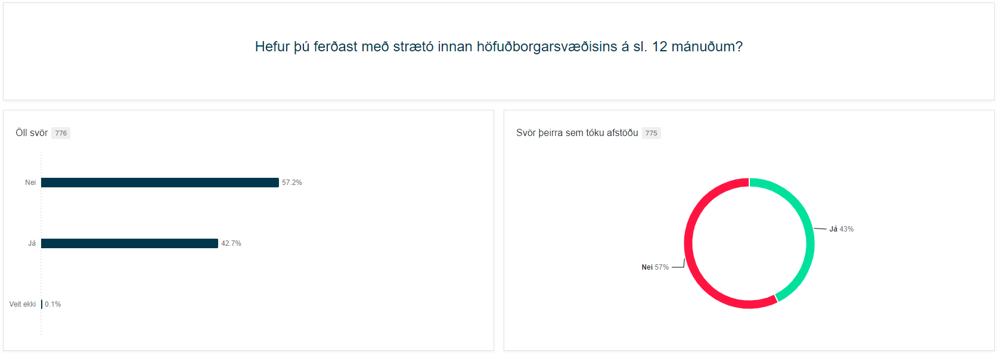 Hefur þú ferðast með strætó innan höfuðborgarsvæðisins á sl. 12 mánuðum?
Öll svör 776
Nei 57.2%
Já 42.7%
Veit ekki 0.1%
Svör þeirra sem tóku afstöðu 775
Já 43%
Nei 57%